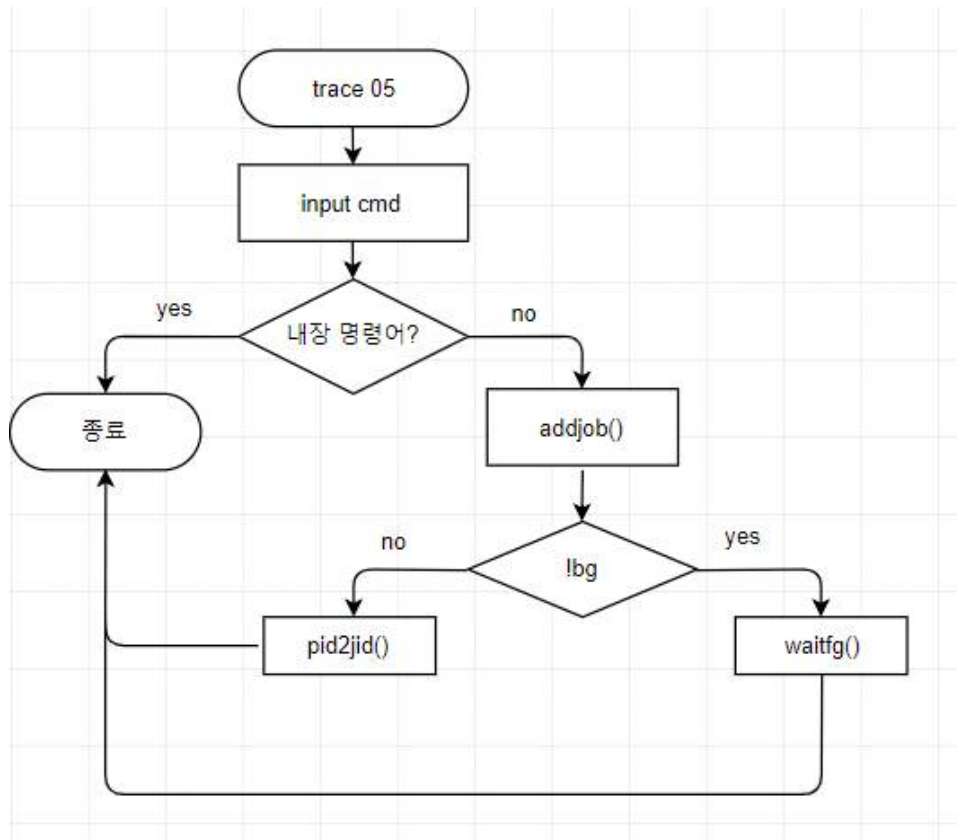 trace 05
input cmd
yes
내장 명령어?
no
종료
addjob()
no
!bg
yes
pid2jid()
waitfg()